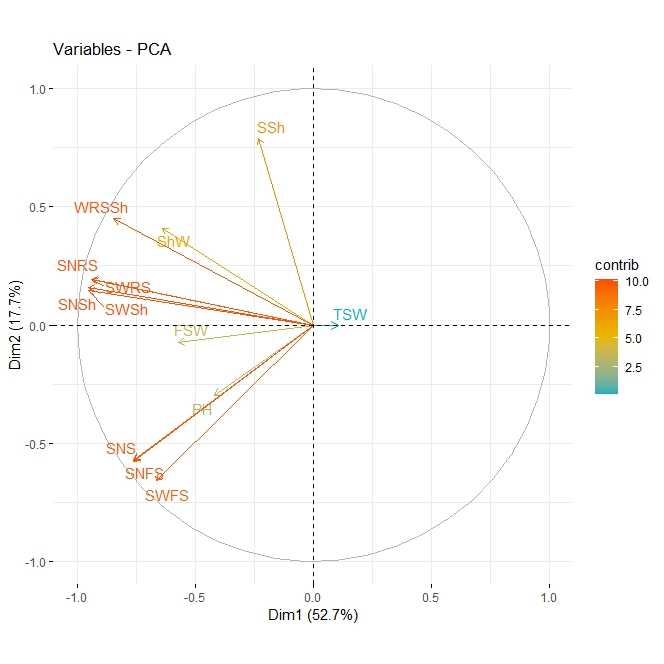 Variables - PCA
1.0
0.5
0.0
-0.5
-1.0
Dim2 (17.7%)
SSh
WRSSh
ShW
SNRS
SWRS
SNSh
SWSh
TSW
FSW
PH
SNS
SNFS
SWFS
-1.0
-0.5
0.0
0.5
1.0
Dim1 (52.7%)
contrib
10.0
7.5
5.0
2.5